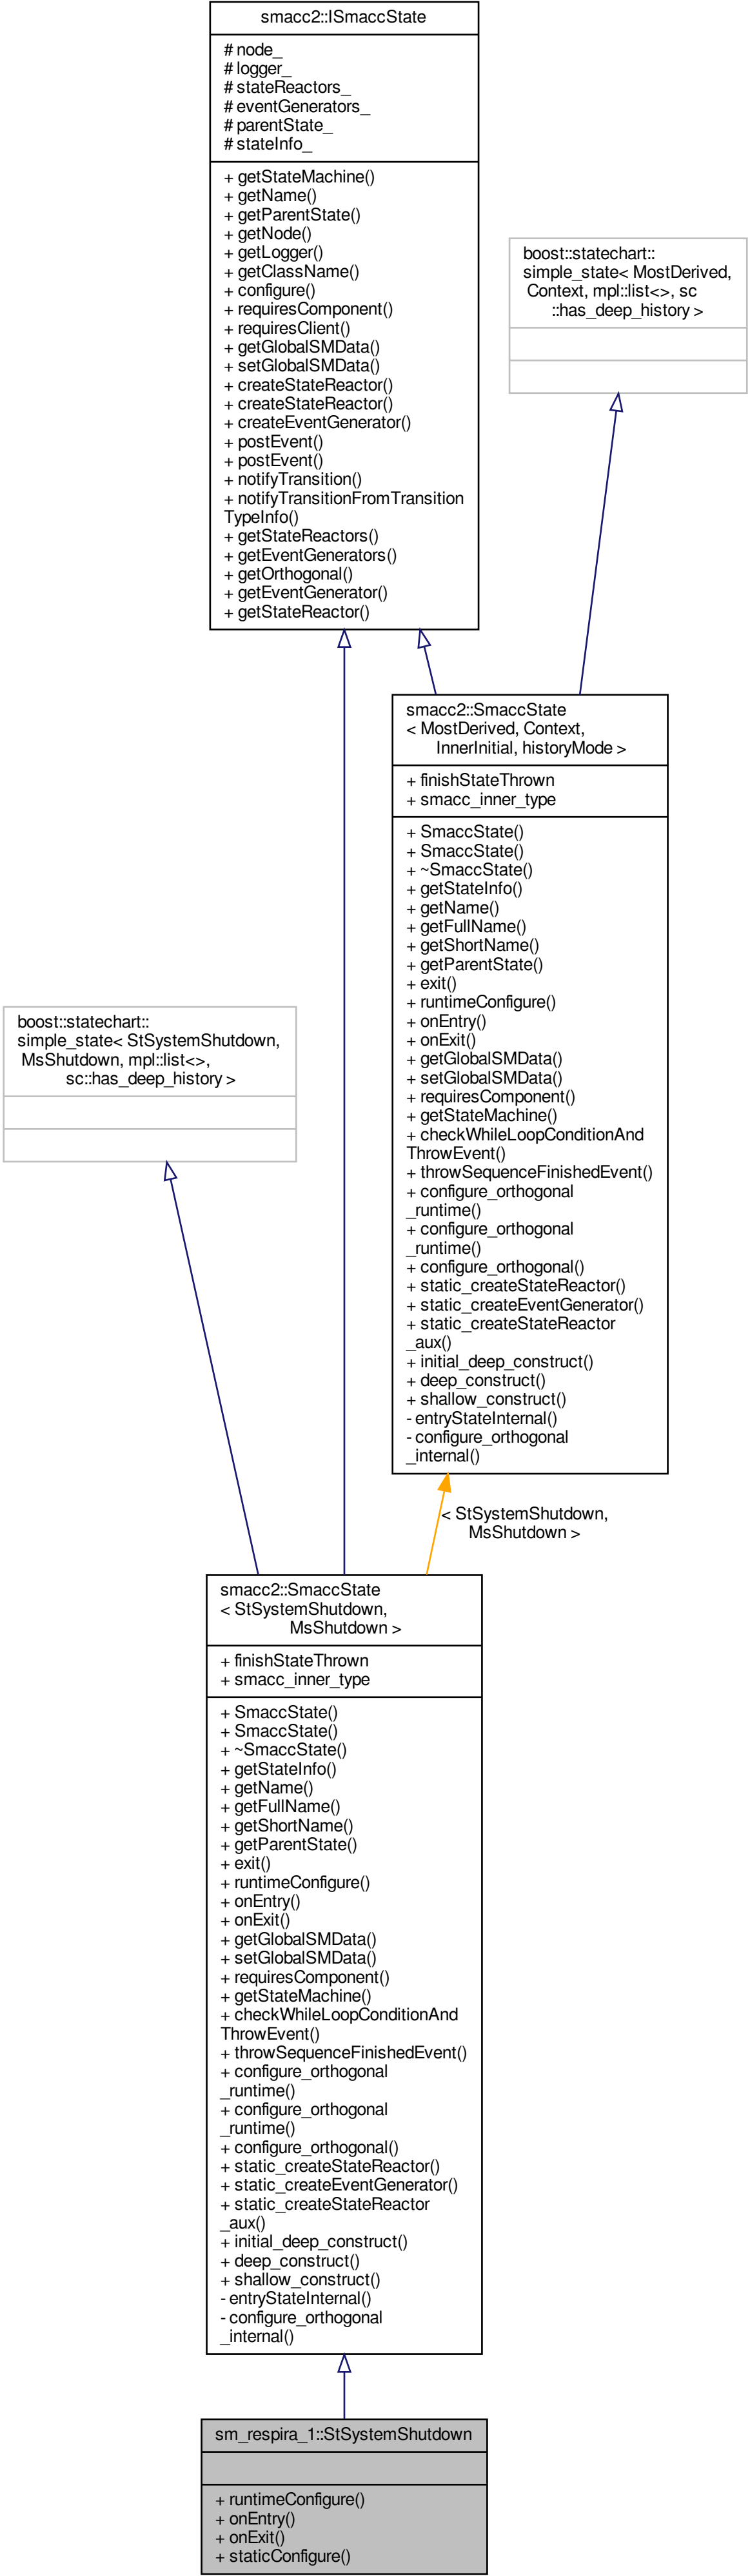 smacc2::ISmaccState
# node_
# logger_
# stateReactors_
# eventGenerators_
# parentState_
# stateInfo_
+ getStateMachine()
+ getName()
+ getParentState()
+ getNode()
+ getLogger()
+ getClassName()
+ configure()
+ requiresComponent()
+ requiresClient()
+ getGlobalSMData()
+ setGlobalSMData()
+ createStateReactor()
+ createStateReactor()
+ createEventGenerator()
+ postEvent()
+ postEvent()
+ notifyTransition()
+ notifyTransitionFromTransition
TypeInfo()
+ getStateReactors()
+ getEventGenerators()
+ getOrthogonal()
+ getEventGenerator()
+ getStateReactor()
boost::statechart::
simple_state< MostDerived,
Context, mpl::list<>, sc
::has_deep_history >
smacc2::SmaccState
< MostDerived, Context,
InnerInitial, historyMode >
+ finishStateThrown
+ smacc_inner_type
+ SmaccState()
+ SmaccState()
+ ~SmaccState()
+ getStateInfo()
+ getName()
+ getFullName()
+ getShortName()
+ getParentState()
+ exit()
+ runtimeConfigure()
+ onEntry()
+ onExit()
+ getGlobalSMData()
+ setGlobalSMData()
+ requiresComponent()
+ getStateMachine()
+ checkWhileLoopConditionAnd
ThrowEvent()
+ throwSequenceFinishedEvent()
+ configure_orthogonal
_runtime()
+ configure_orthogonal
_runtime()
+ configure_orthogonal()
+ static_createStateReactor()
+ static_createEventGenerator()
+ static_createStateReactor
_aux()
+ initial_deep_construct()
+ deep_construct()
+ shallow_construct()
- entryStateInternal()
- configure_orthogonal
_internal()
boost::statechart::
simple_state< StSystemShutdown,
MsShutdown, mpl::list<>,
sc::has_deep_history >
< StSystemShutdown,
MsShutdown >
smacc2::SmaccState
< StSystemShutdown,
MsShutdown >
+ finishStateThrown
+ smacc_inner_type
+ SmaccState()
+ SmaccState()
+ ~SmaccState()
+ getStateInfo()
+ getName()
+ getFullName()
+ getShortName()
+ getParentState()
+ exit()
+ runtimeConfigure()
+ onEntry()
+ onExit()
+ getGlobalSMData()
+ setGlobalSMData()
+ requiresComponent()
+ getStateMachine()
+ checkWhileLoopConditionAnd
ThrowEvent()
+ throwSequenceFinishedEvent()
+ configure_orthogonal
_runtime()
+ configure_orthogonal
_runtime()
+ configure_orthogonal()
+ static_createStateReactor()
+ static_createEventGenerator()
+ static_createStateReactor
_aux()
+ initial_deep_construct()
+ deep_construct()
+ shallow_construct()
- entryStateInternal()
- configure_orthogonal
_internal()
sm_respira_1::StSystemShutdown
+ runtimeConfigure()
+ onEntry()
+ onExit()
+ staticConfigure()